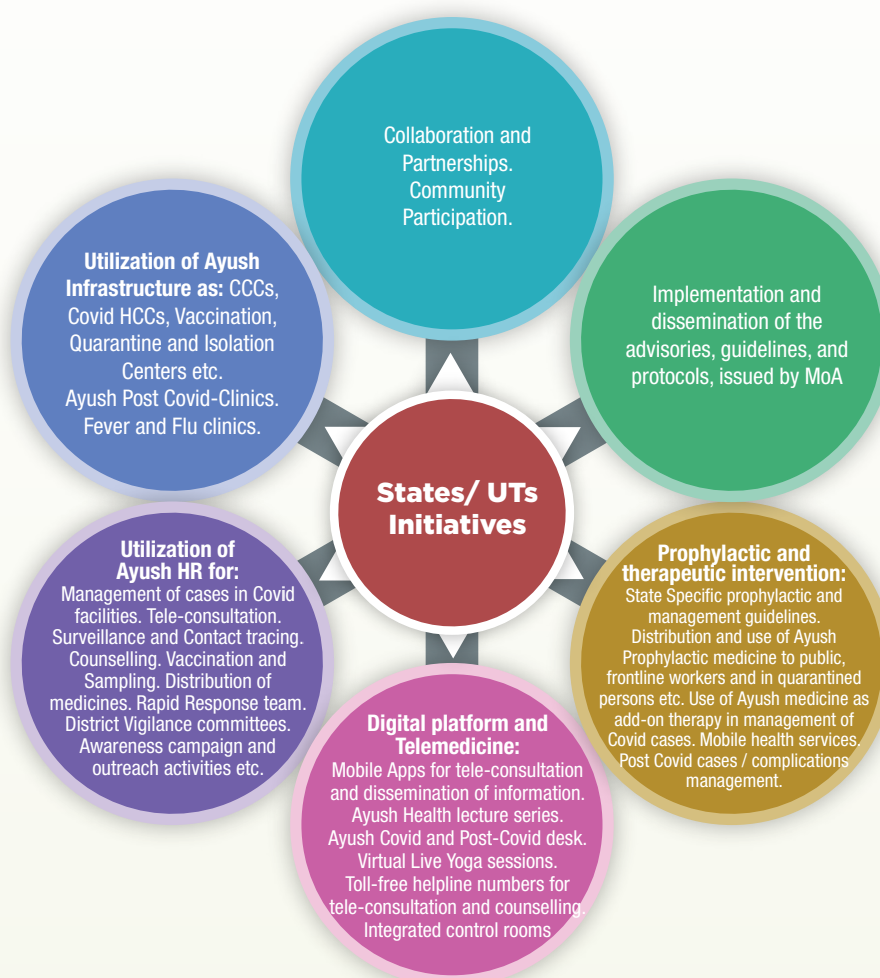 Collaboration and
Partnerships.
Community
Participation.
Utilization of Ayush
Infrastructure as: CCCs,
Covid HCCs, Vaccination,
Quarantine and Isolation
Centers etc.
Ayush Post Covid-Clinics.
Fever and Flu clinics.
Implementation and
dissemination of the
advisories, guidelines, and
protocols, issued by MoA
States/ UTs
Initiatives
Utilization of
Ayush HR for:
Management of cases in Covid
facilities. Tele-consultation.
Surveillance and Contact tracing.
Counselling. Vaccination and
Sampling. Distribution of
medicines. Rapid Response team.
District Vigilance committees.
Awareness campaign and
outreach activities etc.
Prophylactic and
therapeutic intervention:
State Specific prophylactic and
management guidelines.
Distribution and use of Ayush
Prophylactic medicine to public,
frontline workers and in quarantined
persons etc. Use of Ayush medicine as
add-on therapy in management of
Covid cases. Mobile health services.
Post Covid cases / complications
management.
Digital platform and
Telemedicine:
Mobile Apps for tele-consultation
and dissemination of information.
Ayush Health lecture series.
Ayush Covid and Post-Covid desk.
Virtual Live Yoga sessions.
Toll-free helpline numbers for
tele-consultation and counselling.
Integrated control rooms